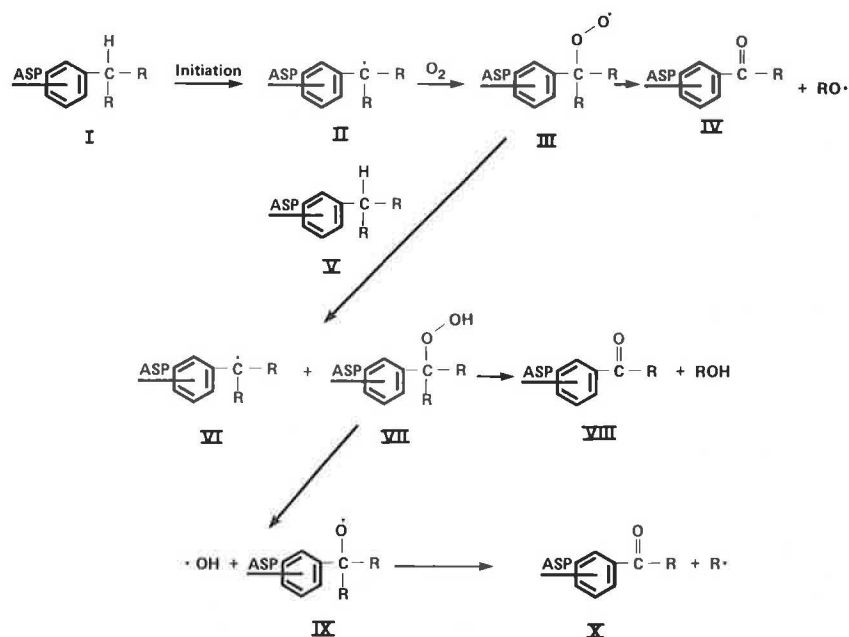 H O•
ASP C R Initiation ASP C• R O2 ASP C R ASP C R + RO•
R R O R O
I II III IV
H
ASP C R
R
V
O OH
ASP C• R + ASP C R ASP C R + ROH
R R O
VI VII VIII
• OH + ASP C R ASP C R + R•
O• R O
IX X